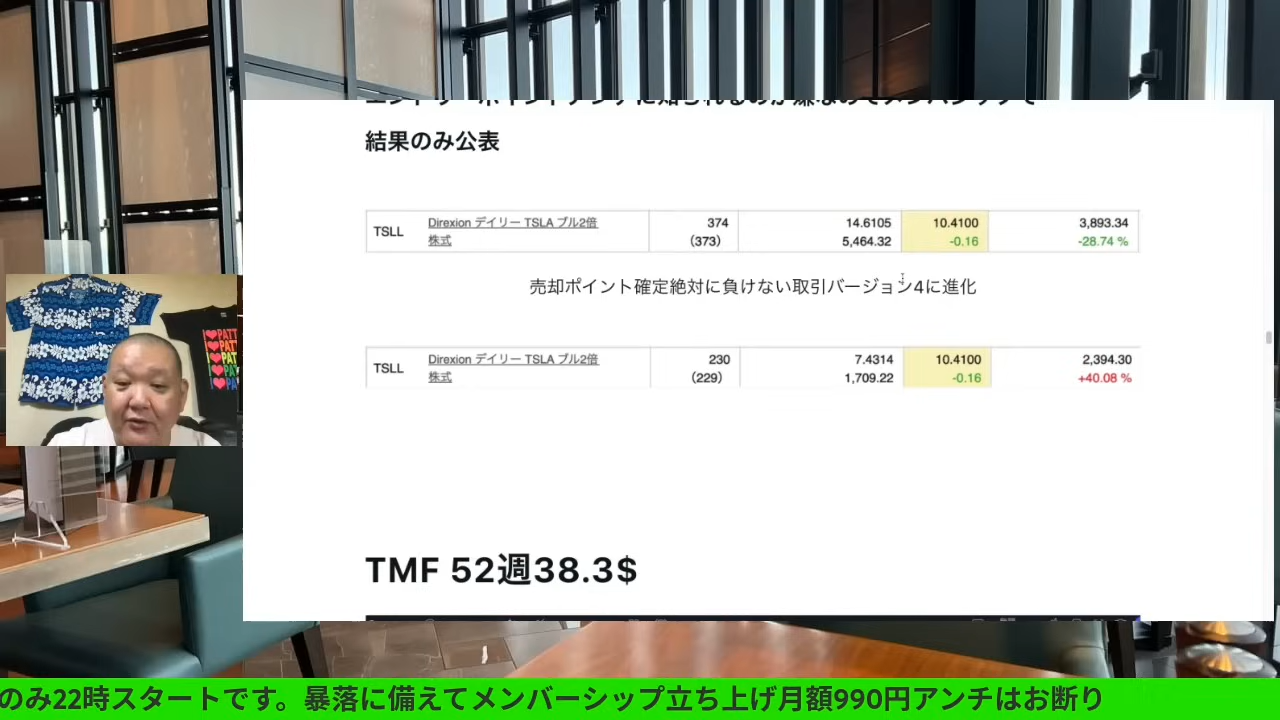 結果のみ公表
TSLL Direxion デイリー TSLA ブル2倍 374 14.6105 10.4100 3,893.34
株式 (373) 5,464.32 -0.16 -28.74 %
売却ポイント確定絶対に負けない取引バージョン4に進化
TSLL Direxion デイリー TSLA ブル2倍 230 7.4314 10.4100 2,394.30
株式 (229) 1,709.22 -0.16 +40.08 %
TMF 52週38.3$
のみ22時スタートです。暴落に備えてメンバーシップ立ち上げ月額990円アンチはお断り